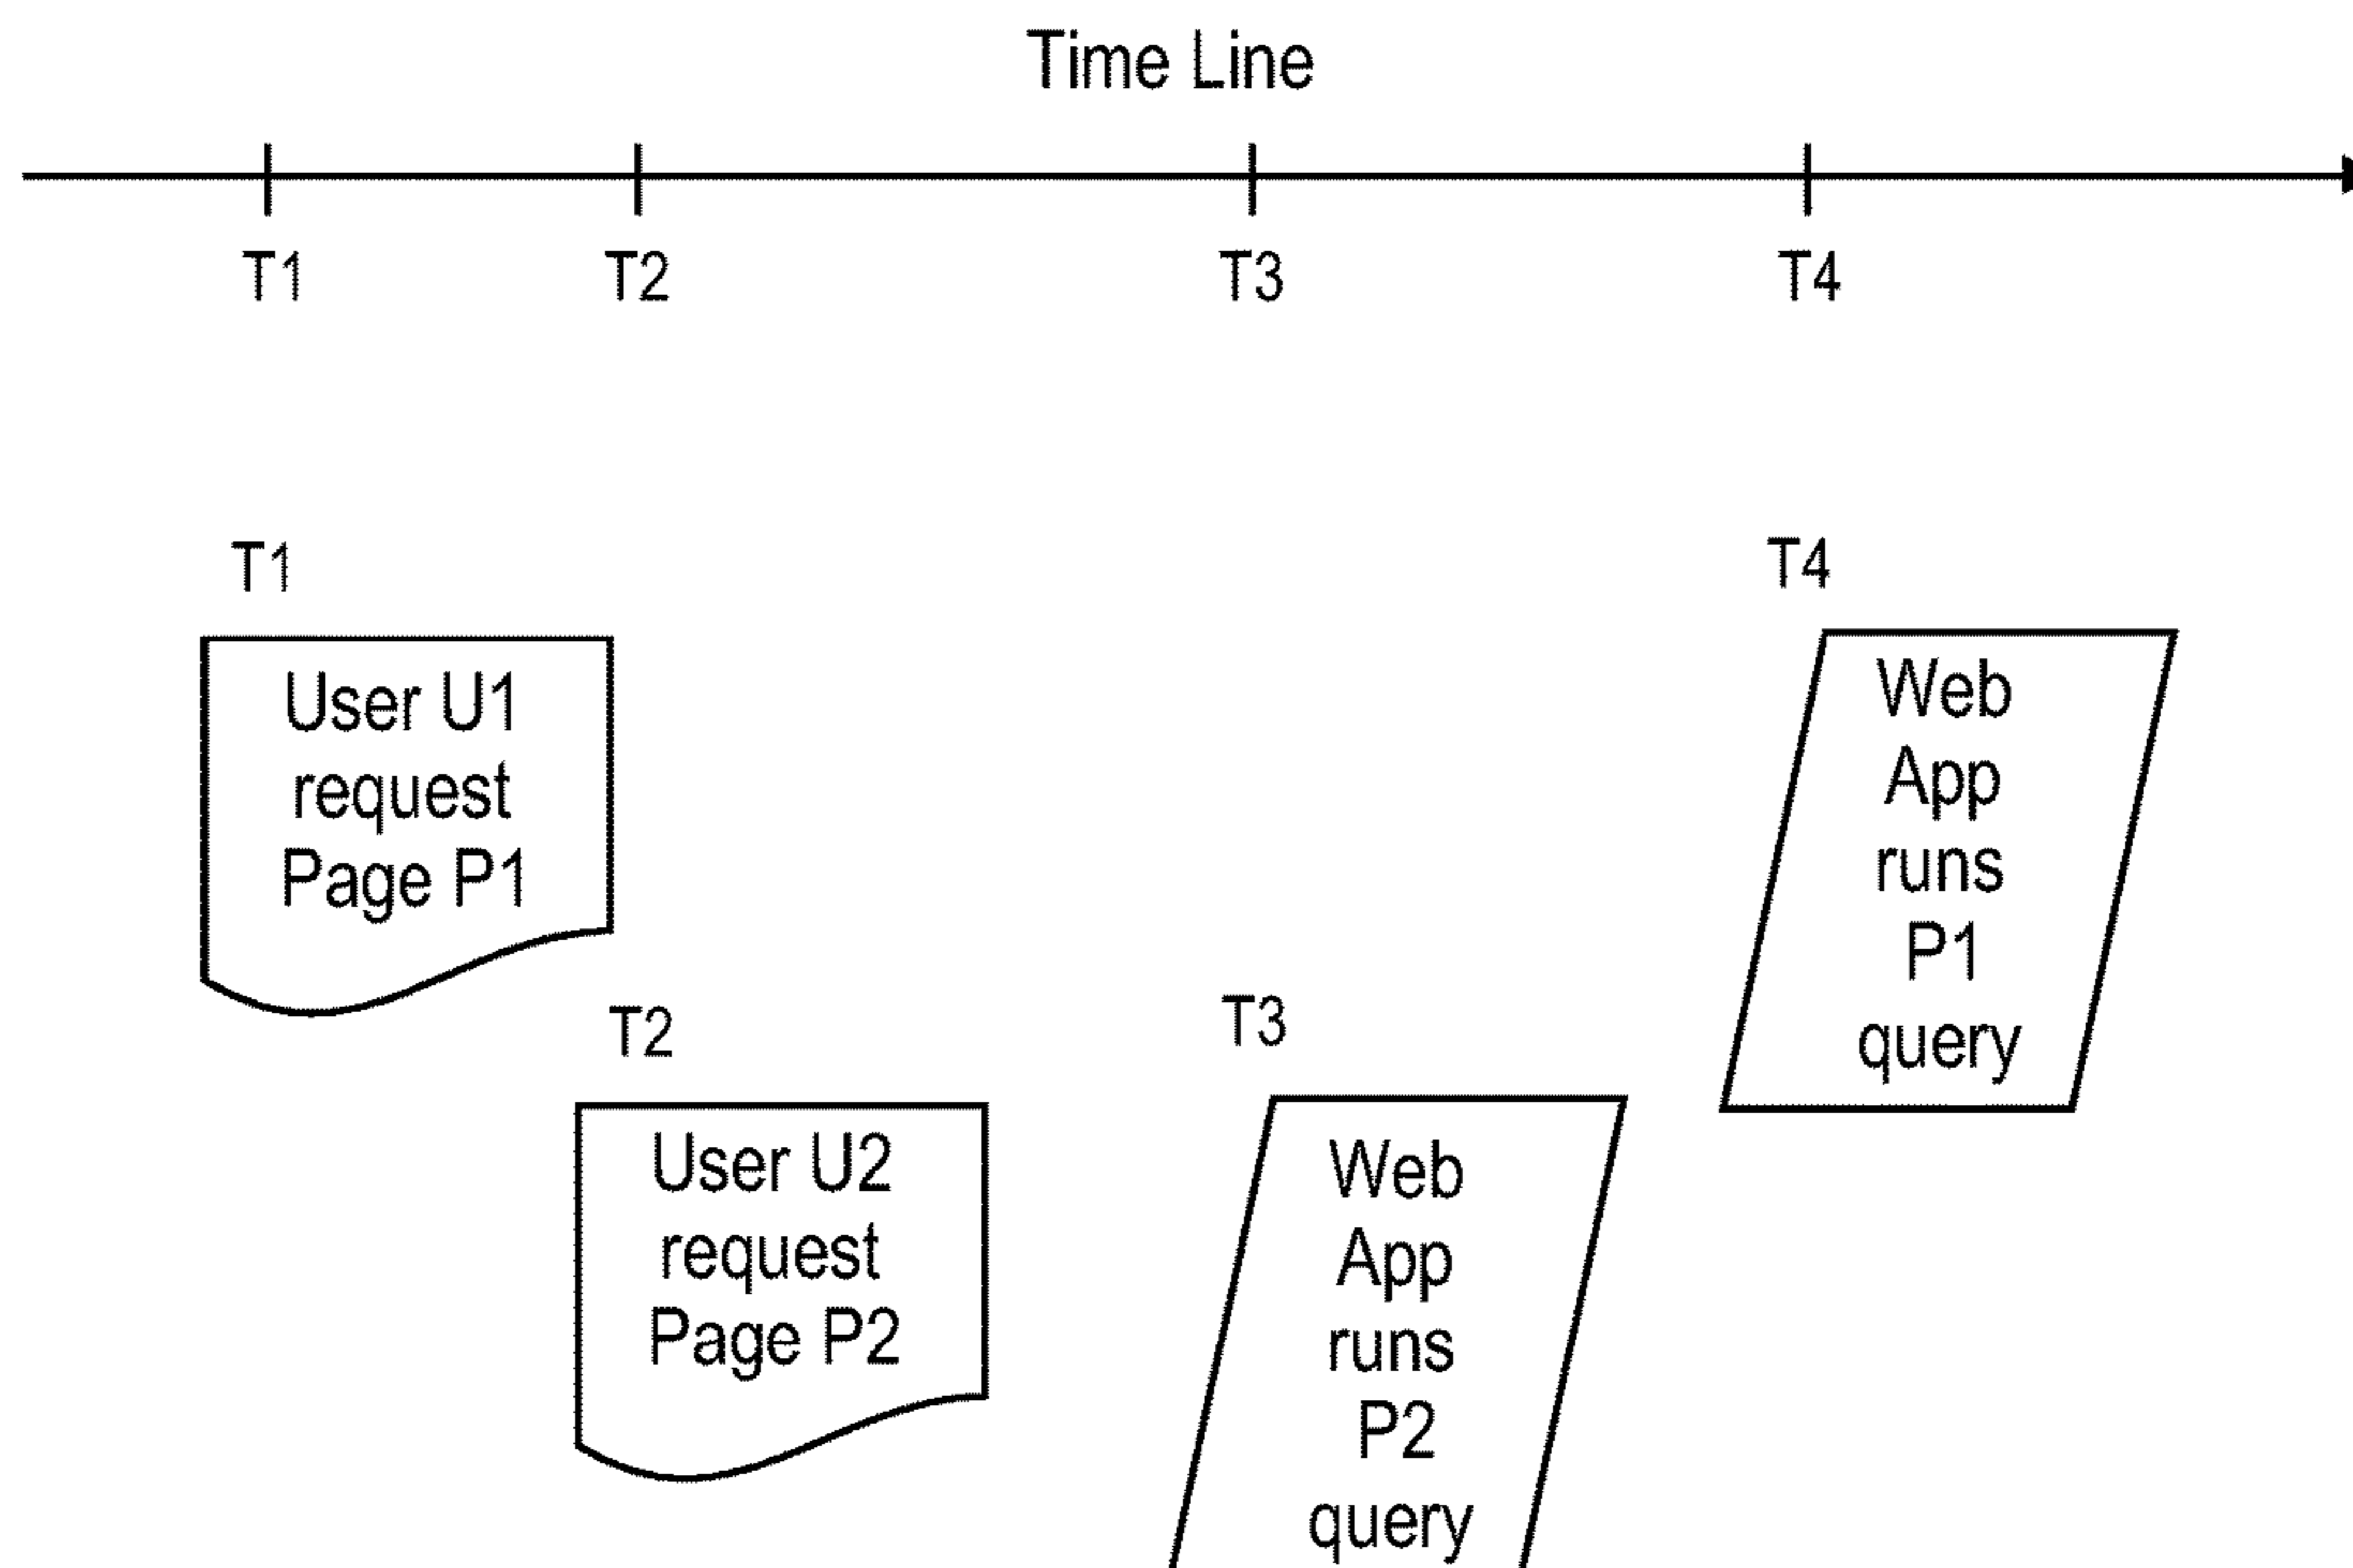 Time Line
T1
T2
T3
T4
T1
User U1
request
Page P1
T2
User U2
request
Page P2
T3
Web
App
runs
P2
query
T4
Web
App
runs
P1
query